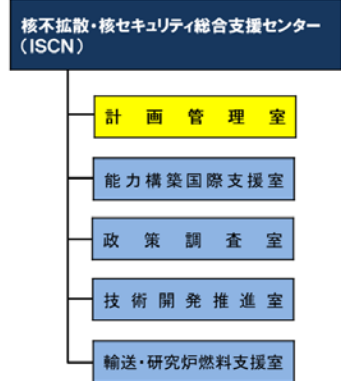 核不拡散・核セキュリティ総合支援センター
（ISCN）
計画管理室
能力構築国際支援室
政策調査室
技術開発推進室
輸送・研究炉燃料支援室